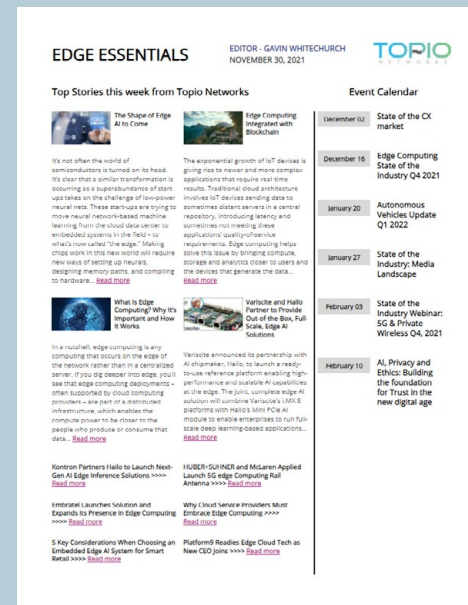 EDGE ESSENTIALS
EDITOR - GAVIN WHITECHURCH
NOVEMBER 30, 2021
TOPIO
NETWORKS
Top Stories this week from Topio Networks
The Shape of Edge
AI to Come
It's not often the world of
semiconductors is turned on its head.
It's clear that a similar transformation is
occurring as a superabundance of start-
ups takes on the challenge of low-power
neural nets. These start-ups are trying to
move neural network-based machine
learning from the cloud data center to
embedded systems in the field – to
what's now called "the edge." Making
chips work in this new world will require
new ways of setting up neurals,
designing memory paths, and compiling
to hardware... Read more
Edge Computing
Integrated with
Blockchain
The exponential growth of IoT devices is
giving rise to newer and more complex
applications that require real time
results. Traditional cloud architecture
involves IoT devices sending data to
sometimes distant servers in a central
repository, introducing latency and
sometimes not meeting these
applications' quality-of-service
requirements. Edge computing helps
solve this issue by bringing compute,
storage and analytics closer to users and
the devices that generate the data...
Read more
What Is Edge
Computing? Why It's
Important and How
It Works
In a nutshell, edge computing is any
computing that occurs on the edge of
the network rather than in a centralized
server. If you dig deeper into edge, you'll
see that edge computing deployments –
often supported by cloud computing
providers – are part of a distributed
infrastructure, which enables the
compute power to be closer to the
people who produce or consume that
data... Read more
Variscite and Hailo
Partner to Provide
Out-of the Box, Full-
Scale, Edge AI
Solutions
Variscite announced its partnership with
AI chipmaker, Hailo, to launch a ready-
to-use reference platform enabling high-
performance and scalable AI capabilities
at the edge. The joint, complete edge AI
solution will combine Variscite's i.MX 8
platforms with Hailo's Mini PCIe AI
module to enable enterprises to run full-
scale deep learning-based applications...
Read more
Kontron Partners Hailo to Launch Next-
Gen AI Edge Inference Solutions >>>>
Read more
HUBER+SUHNER and McLaren Applied
Launch 5G edge Computing Rail
Antenna >>>> Read more
Embratel Launches Solution and
Expands Its Presence in Edge Computing
>>>> Read more
Why Cloud Service Providers Must
Embrace Edge Computing >>>>
Read more
5 Key Considerations When Choosing an
Embedded Edge AI System for Smart
Retail >>>> Read more
Platform9 Readies Edge Cloud Tech as
New CEO Joins >>>> Read more
Event Calendar
December 02
State of the CX
market
December 16
Edge Computing
State of the
Industry Q4 2021
January 20
Autonomous
Vehicles Update
Q1 2022
January 27
State of the
Industry: Media
Landscape
February 03
State of the
Industry Webinar:
5G & Private
Wireless Q4, 2021
February 10
AI, Privacy and
Ethics: Building
the foundation
for Trust in the
new digital age